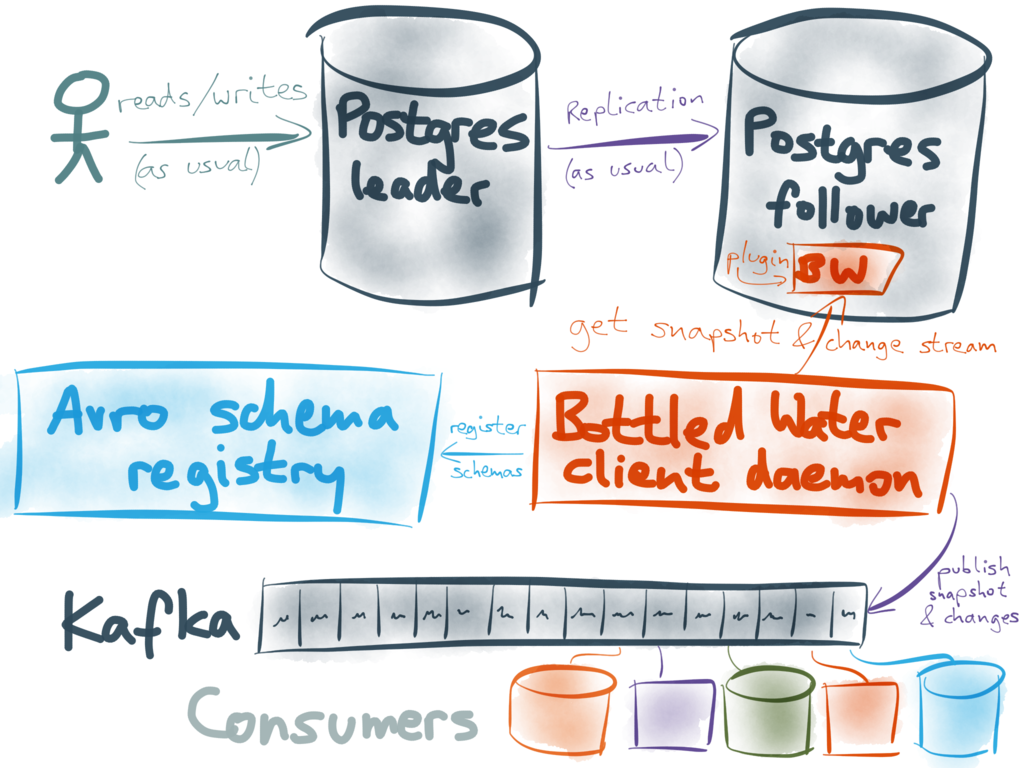 reads/writes
(as usual)
Postgres
leader
Replication
(as usual)
Postgres
follower
plugin
BW
get snapshot & change stream
Avro schema
registry
register
schemas
Bottled Water
client daemon
publish
snapshot
& changes
Kafka
Consumers